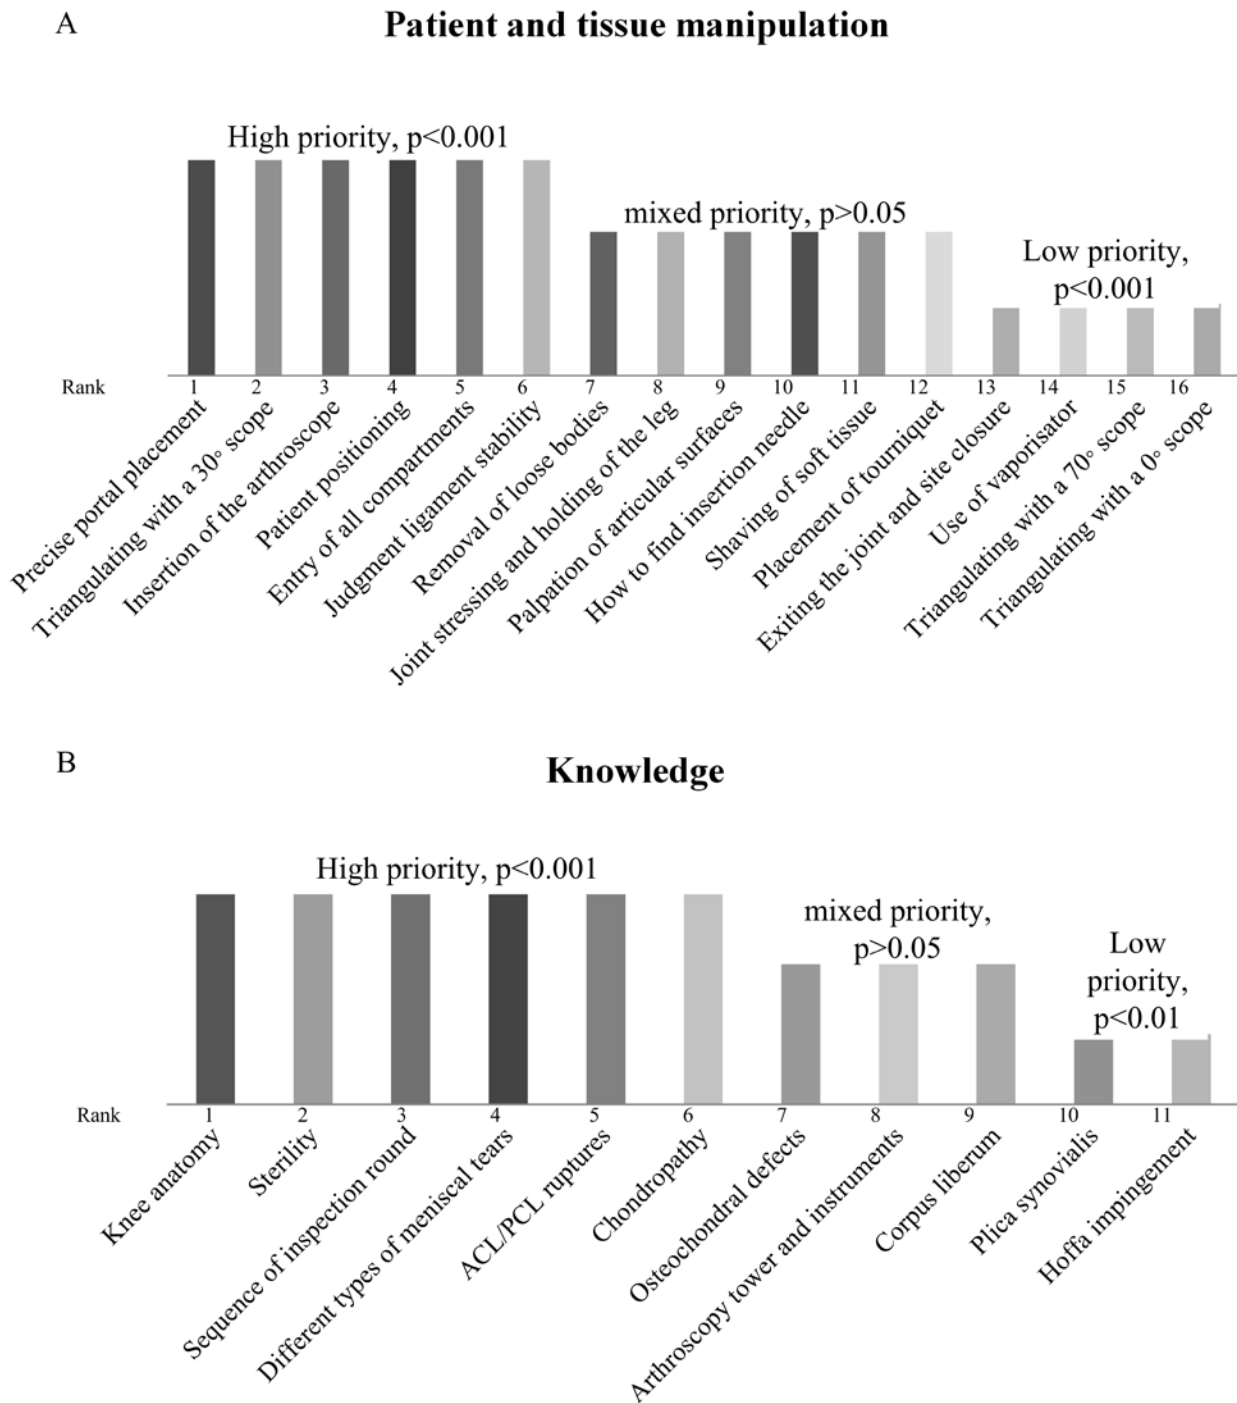 A
Patient and tissue manipulation
High priority, p<0.001
mixed priority, p>0.05
Low priority,
p<0.001
Rank 1 2 3 4 5 6 7 8 9 10 11 12 13 14 15 16
Precise portal placement
Triangulating with a 30° scope
Insertion of the arthroscope
Patient positioning
Entry of all compartments
Judgment ligament stability
Removal of loose bodies
Joint stressing and holding of the leg
Palpation of articular surfaces
How to find insertion needle
Shaving of soft tissue
Placement of tourniquet
Exiting the joint and site closure
Use of vaporisator
Triangulating with a 70° scope
Triangulating with a 0° scope
B
Knowledge
High priority, p<0.001
mixed priority,
p>0.05
Low
priority,
p<0.01
Rank 1 2 3 4 5 6 7 8 9 10 11
Knee anatomy
Sterility
Sequence of inspection round
Different types of meniscal tears
ACL/PCL ruptures
Chondropathy
Osteochondral defects
Arthroscopy tower and instruments
Corpus liberum
Plica synovialis
Hoffa impingement